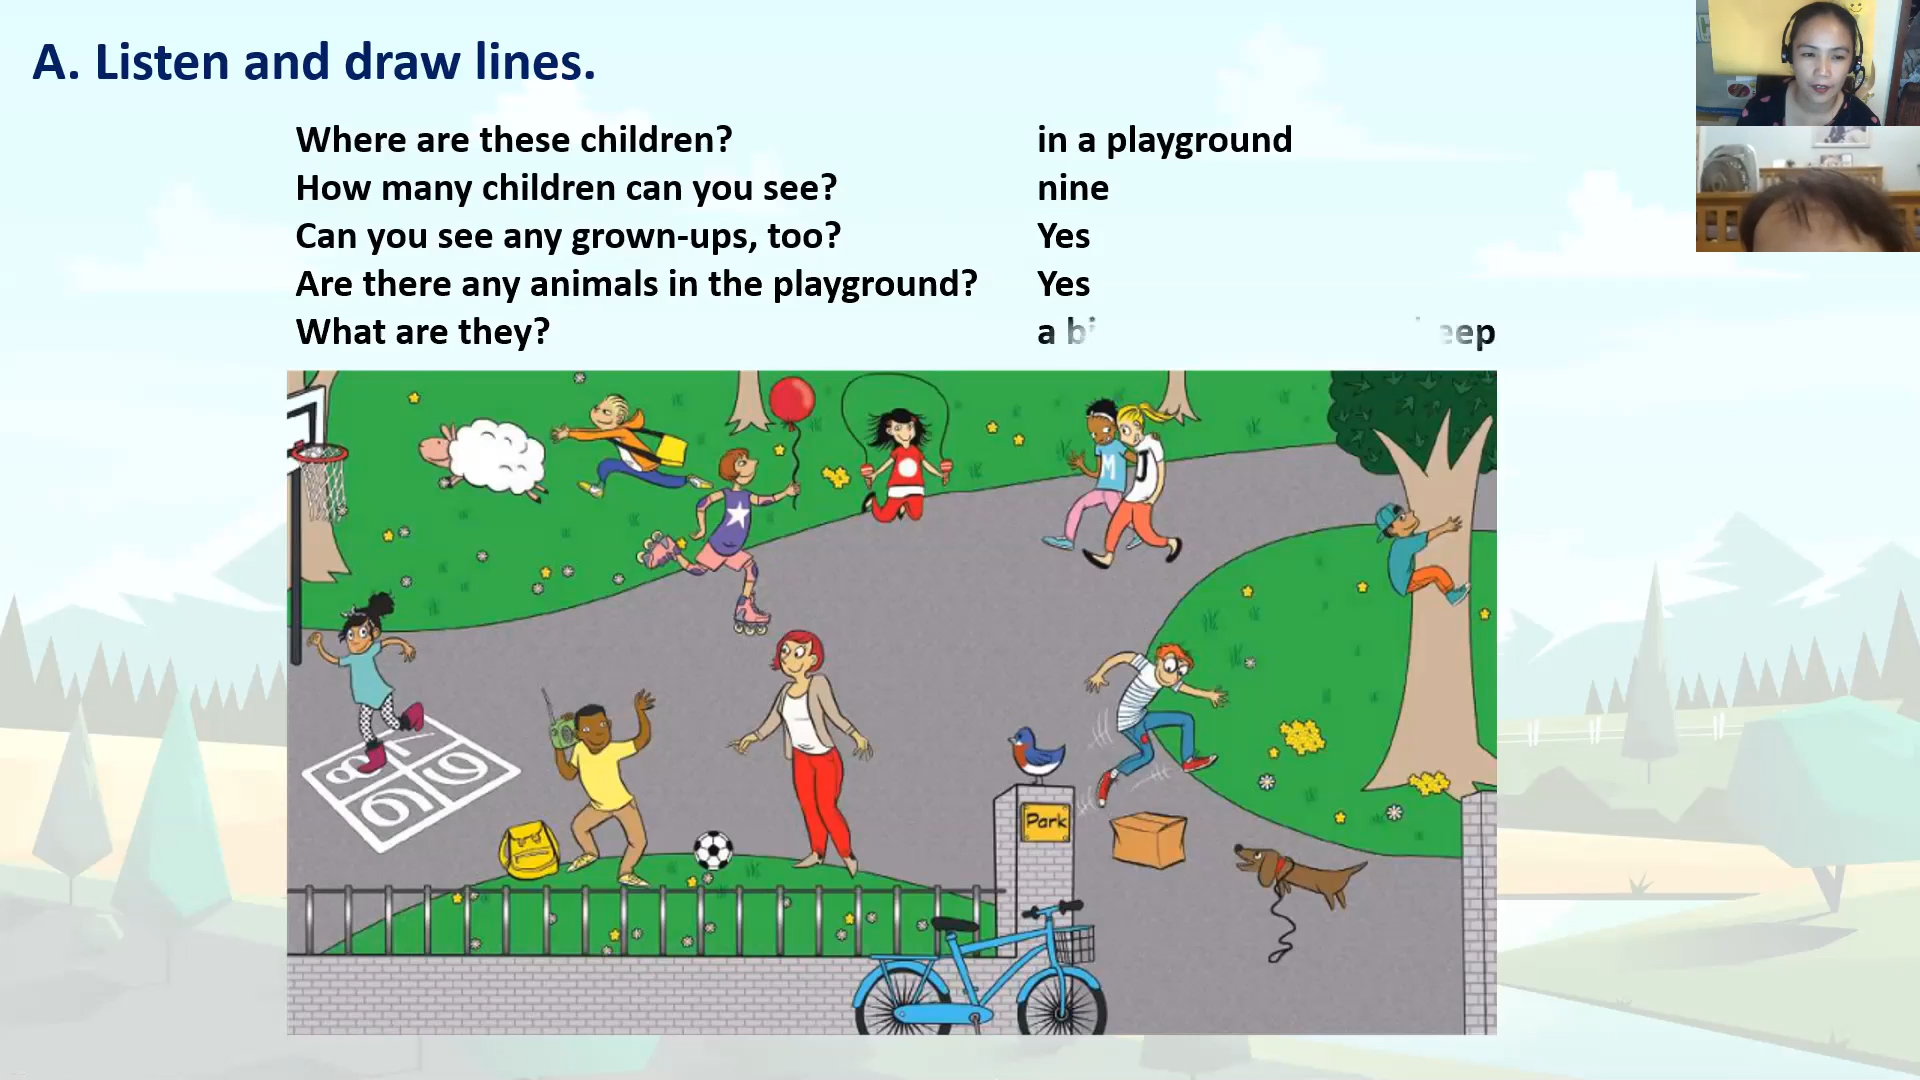 A. Listen and draw lines.
Where are these children? in a playground
How many children can you see? nine
Can you see any grown-ups, too? Yes
Are there any animals in the playground? Yes
What are they? a
M
J
Park